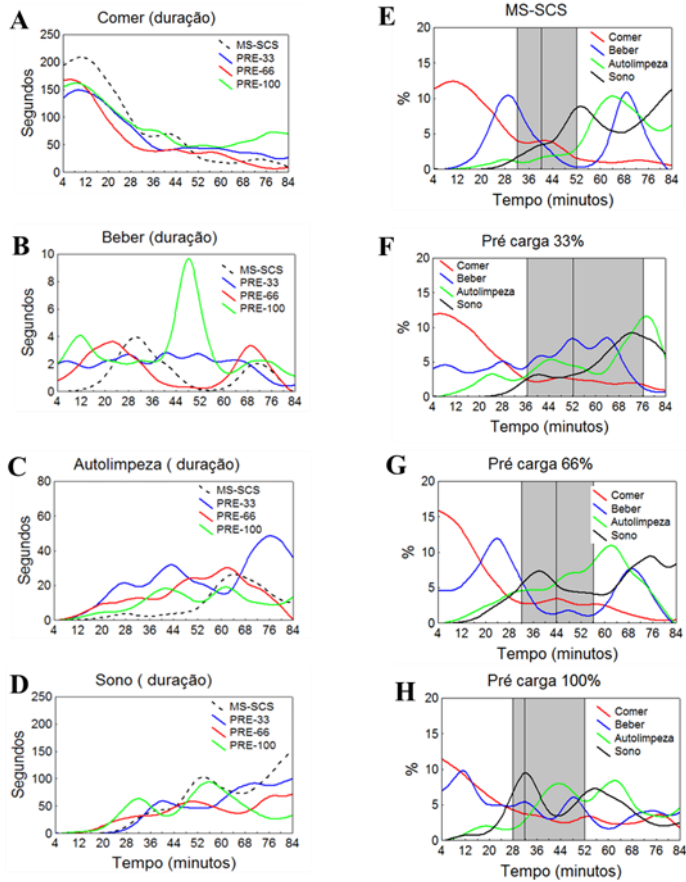 A
Comer (duração)
Segundos
250
200
150
100
50
0
MS-SCS
PRE-33
PRE-66
PRE-100
4 12 20 28 36 44 52 60 68 76 84
B
Beber (duração)
Segundos
10
8
6
4
2
0
MS-SCS
PRE-33
PRE-66
PRE-100
4 12 20 28 36 44 52 60 68 76 84
C
Autolimpeza ( duração)
Segundos
80
60
40
20
0
MS-SCS
PRE-33
PRE-66
PRE-100
4 12 20 28 36 44 52 60 68 76 84
D
Sono ( duração)
Segundos
250
200
150
100
50
0
MS-SCS
PRE-33
PRE-66
PRE-100
4 12 20 28 36 44 52 60 68 76 84
Tempo (minutos)
E
MS-SCS
%
20
15
10
5
0
Comer
Beber
Autolimpeza
Sono
4 12 20 28 36 44 52 60 68 76 84
Tempo (minutos)
F
Pré carga 33%
%
20
15
10
5
0
Comer
Beber
Autolimpeza
Sono
4 12 20 28 36 44 52 60 68 76 84
Tempo (minutos)
G
Pré carga 66%
%
20
15
10
5
0
Comer
Beber
Autolimpeza
Sono
4 12 20 28 36 44 52 60 68 76 84
Tempo (minutos)
H
Pré carga 100%
%
20
15
10
5
0
Comer
Beber
Autolimpeza
Sono
4 12 20 28 36 44 52 60 68 76 84
Tempo (minutos)